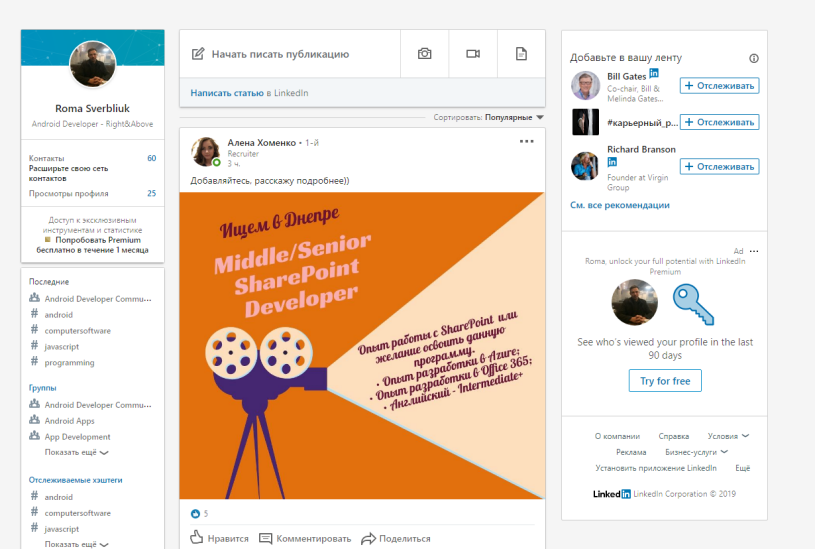 Roma Sverbliuk
Android Developer - Right&Above
Контакты 60
Расширьте свою сеть
контактов
Просмотры профиля 25
Доступ к эксклюзивным
инструментам и статистике
Попробовать Premium
бесплатно в течение 1 месяца
Последние
Android Developer Commu...
# android
# computersoftware
# javascript
# programming
Группы
Android Developer Commu...
Android Apps
App Development
Показать ещё
Отслеживаемые хэштеги
# android
# computersoftware
# javascript
Показать ещё
Начать писать публикацию
Написать статью в LinkedIn
Сортировать: Популярные
Алена Хоменко • 1-й
Recruiter
3 ч.
Добавляйтесь, расскажу подробнее))
Ищем в Днепре
Middle/Senior
SharePoint
Developer
Опыт работы с SharePoint или
желание освоить данную
программу.
• Опыт разработки в Azure;
• Опыт разработки в Office 365;
• Английский - Intermediate+
5
Нравится Комментировать Поделиться
Добавьте в вашу ленту
Bill Gates in
Co-chair, Bill &
Melinda Gates...
+ Отслеживать
#карьерный_р...
+ Отслеживать
Richard Branson
in
Founder at Virgin
Group
+ Отслеживать
См. все рекомендации
Ad
Roma, unlock your full potential with LinkedIn
Premium
See who's viewed your profile in the last
90 days
Try for free
О компании Справка Условия
Реклама Бизнес-услуги
Установить приложение LinkedIn Ещё
Linked in LinkedIn Corporation © 2019